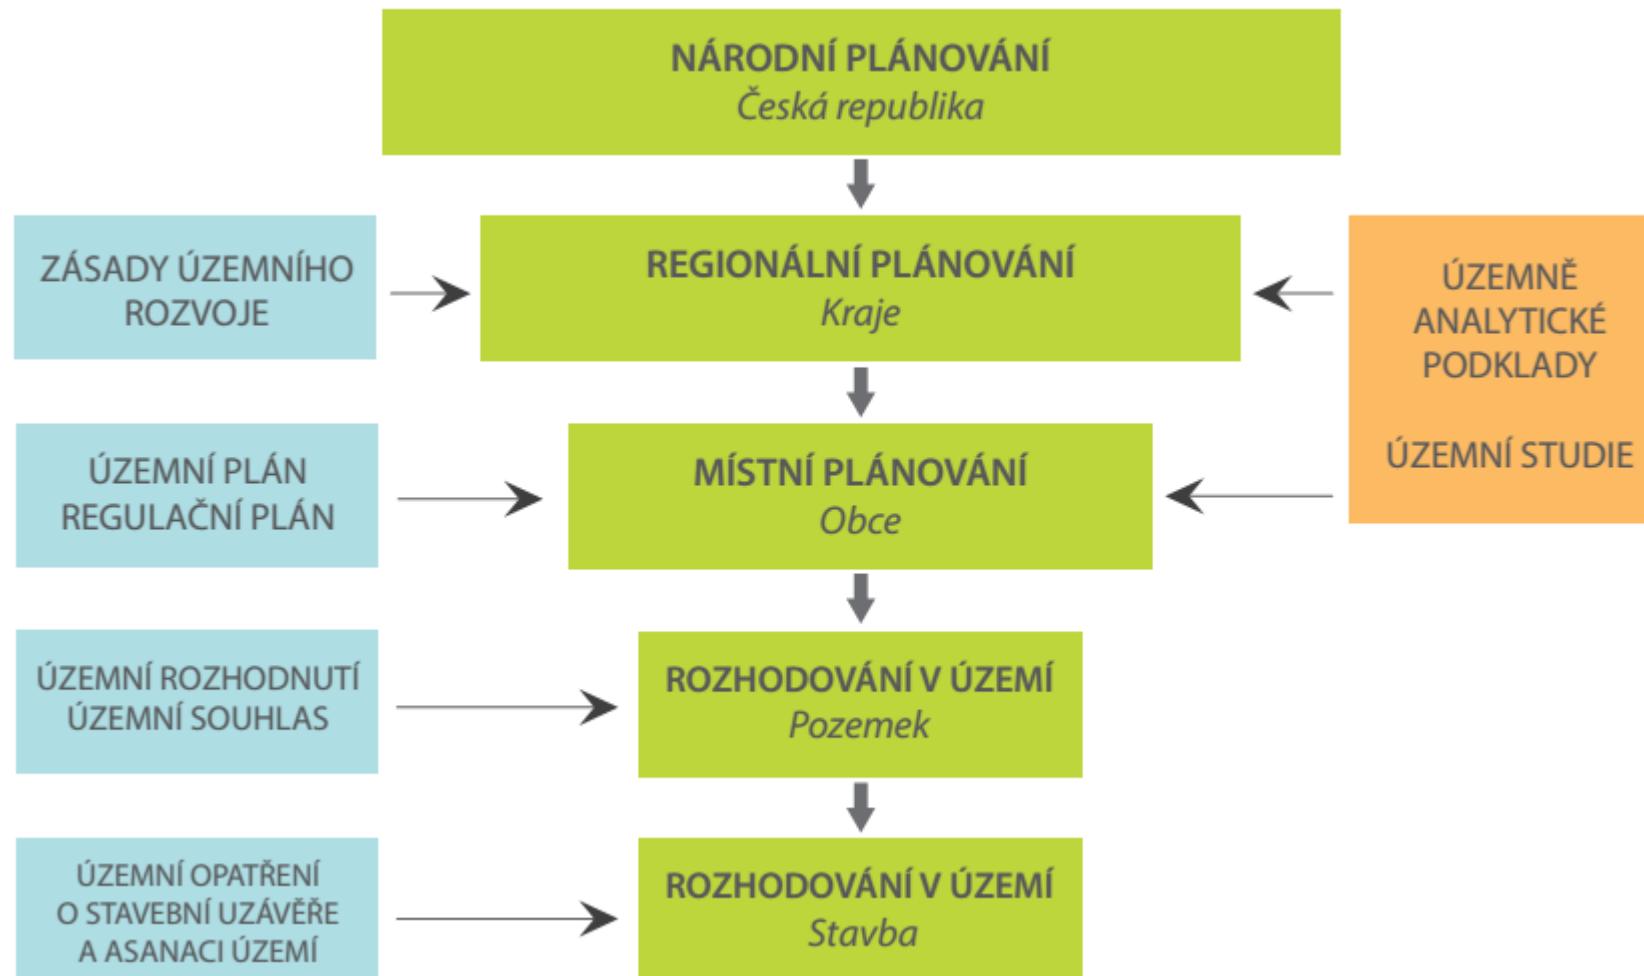 NÁRODNÍ PLÁNOVÁNÍ
Česká republika
ZÁSADY ÚZEMNÍHO
ROZVOJE
REGIONÁLNÍ PLÁNOVÁNÍ
Kraje
ÚZEMNĚ
ANALYTICKÉ
PODKLADY
ÚZEMNÍ STUDIE
ÚZEMNÍ PLÁN
REGULAČNÍ PLÁN
MÍSTNÍ PLÁNOVÁNÍ
Obce
ÚZEMNÍ ROZHODNUTÍ
ÚZEMNÍ SOUHLAS
ROZHODOVÁNÍ V ÚZEMÍ
Pozemek
ÚZEMNÍ OPATŘENÍ
O STAVEBNÍ UZÁVĚŘE
A ASANACI ÚZEMÍ
ROZHODOVÁNÍ V ÚZEMÍ
Stavba